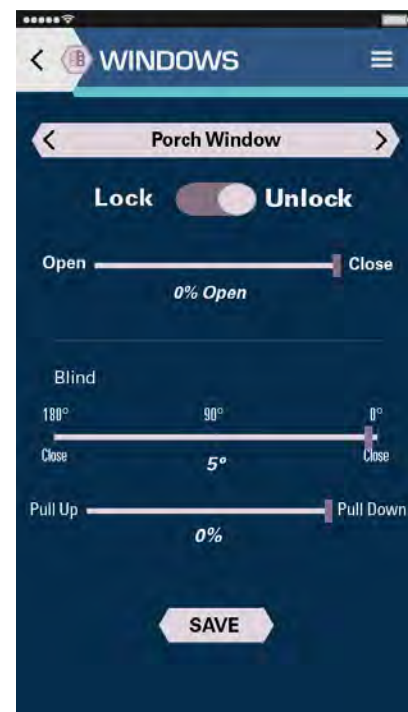 WINDOWS
Porch Window
Lock Unlock
Open Close
0% Open
Blind
180° 90° 0°
Close 5° Close
Pull Up Pull Down
0%
SAVE